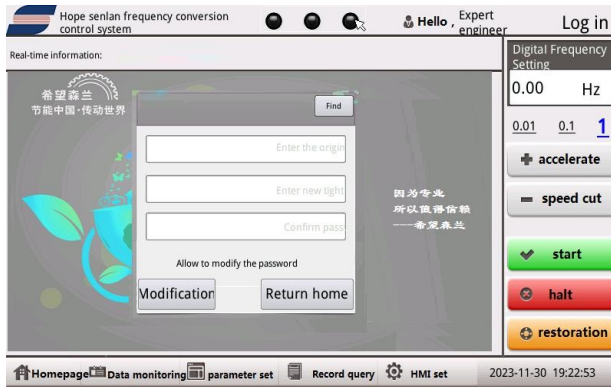 Hope senlan frequency conversion
control system
Hello , Expert
engineer
Log in
Real-time information:
希望森兰
节能中国·传动世界
Find
Enter the origin
Enter new tight
Confirm pass
Allow to modify the password
Modification
Return home
因为专业
所以值得信赖
——希望森兰
Digital Frequency
Setting
0.00 Hz
0.01 0.1 1
accelerate
speed cut
start
halt
restoration
Homepage Data monitoring parameter set Record query HMI set 2023-11-30 19:22:53